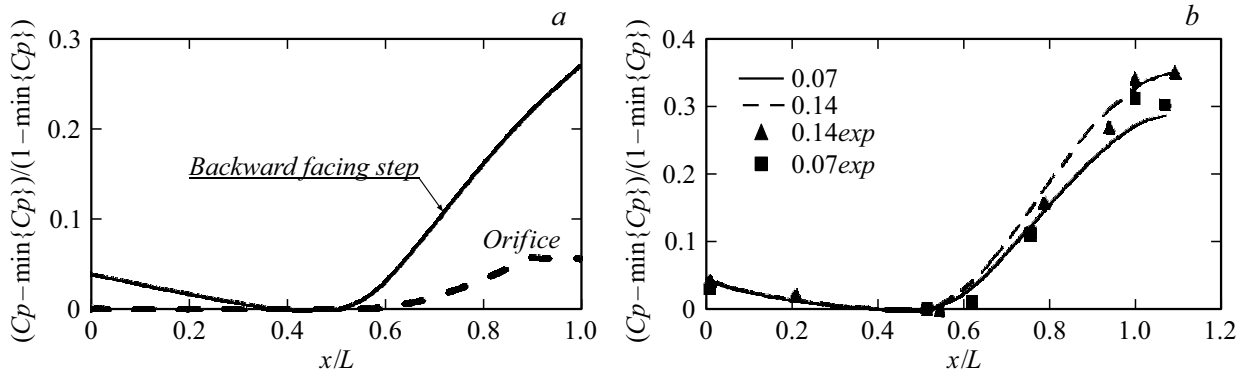 a
0.3
0.2
0.1
0
(Cp−min{Cp})/(1−min{Cp})
Backward facing step
Orifice
0 0.2 0.4 0.6 0.8 1.0
x/L
b
0.4
0.3
0.2
0.1
0
(Cp−min{Cp})/(1−min{Cp})
0.07
0.14
0.14exp
0.07exp
0 0.2 0.4 0.6 0.8 1.0 1.2
x/L